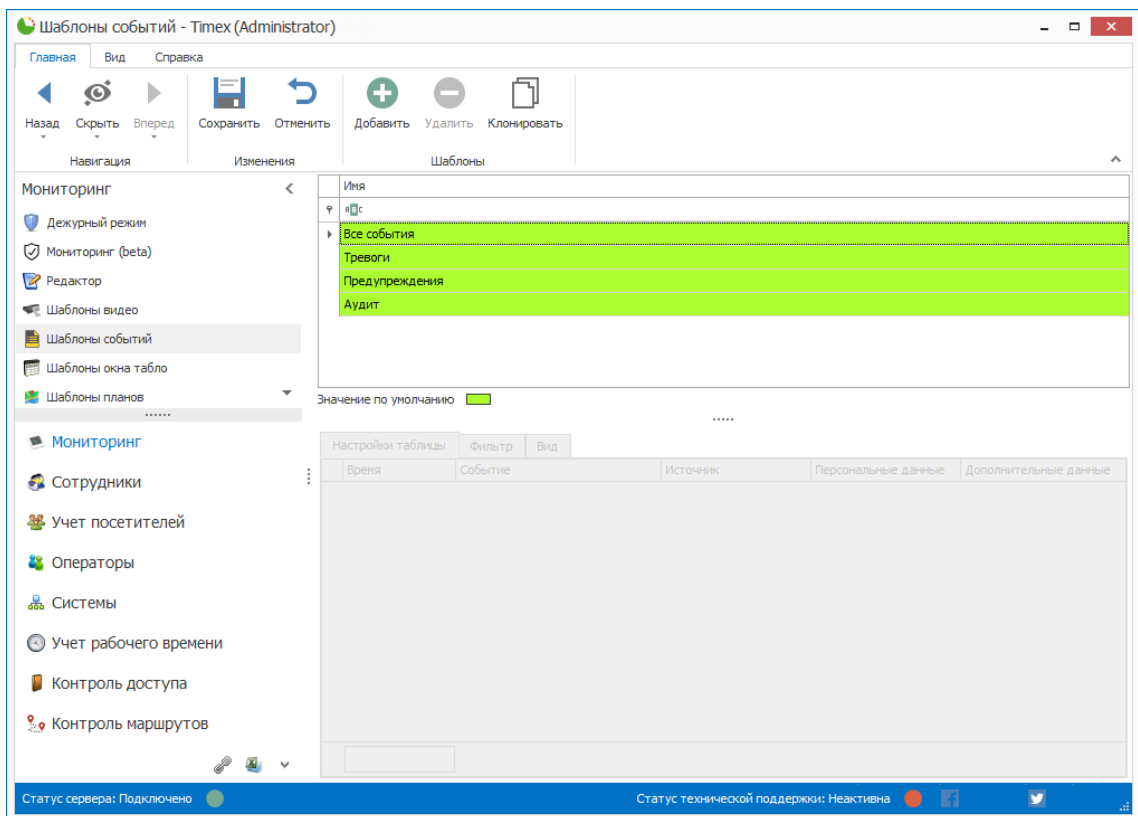 Шаблоны событий - Timex (Administrator)
Главная Вид Справка
Назад Скрыть Вперед Сохранить Отменить Добавить Удалить Клонировать
Навигация Изменения Шаблоны
Мониторинг
Дежурный режим
Мониторинг (beta)
Редактор
Шаблоны видео
Шаблоны событий
Шаблоны окна табло
Шаблоны планов
Мониторинг
Сотрудники
Учет посетителей
Операторы
Системы
Учет рабочего времени
Контроль доступа
Контроль маршрутов
Имя
ABC
Все события
Тревоги
Предупреждения
Аудит
Значение по умолчанию
Настройки таблицы Фильтр Вид
Время Событие Источник Персональные данные Дополнительные данные
Статус сервера: Подключено Статус технической поддержки: Неактивна